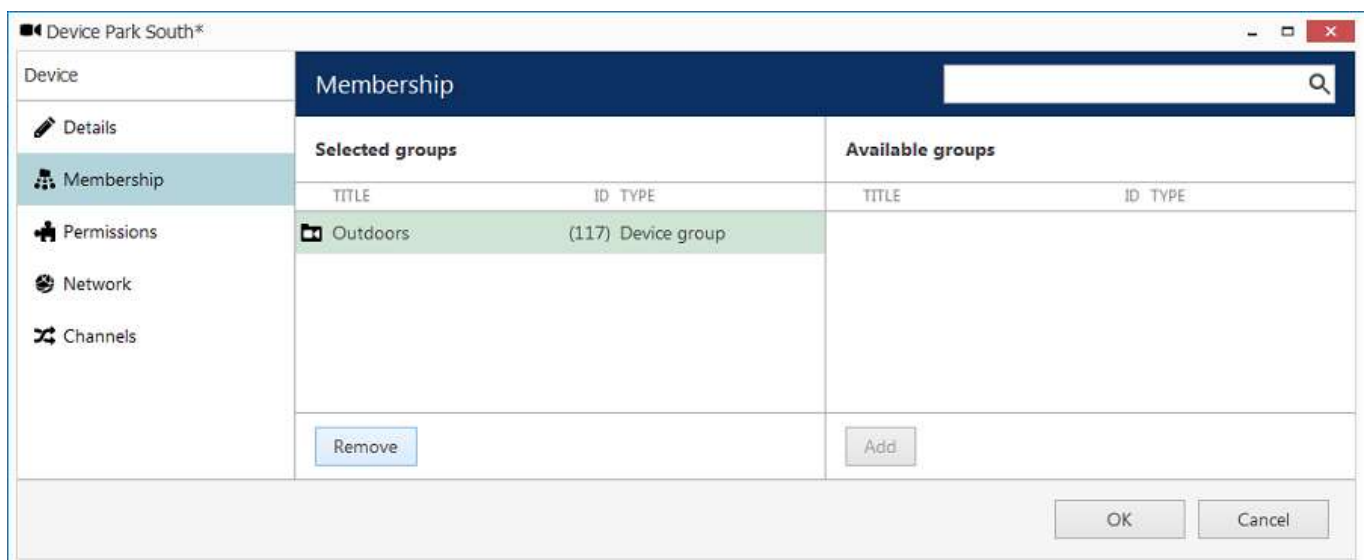 Device Park South*
Device
Membership
Details
Membership
Permissions
Network
Channels
Selected groups
TITLE ID TYPE
Outdoors (117) Device group
Remove
Available groups
TITLE ID TYPE
Add
OK Cancel